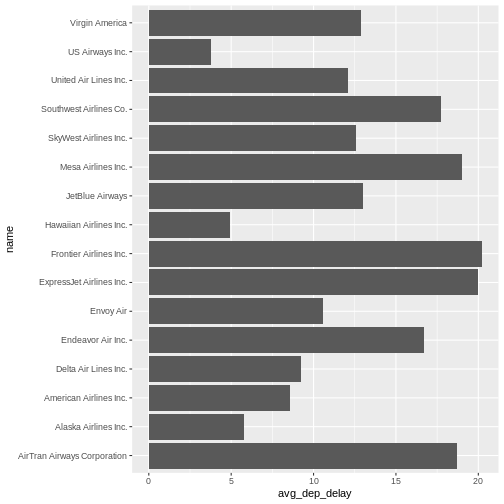 Virgin America
US Airways Inc.
United Air Lines Inc.
Southwest Airlines Co.
SkyWest Airlines Inc.
Mesa Airlines Inc.
JetBlue Airways
Hawaiian Airlines Inc.
Frontier Airlines Inc.
ExpressJet Airlines Inc.
Envoy Air
Endeavor Air Inc.
Delta Air Lines Inc.
American Airlines Inc.
Alaska Airlines Inc.
AirTran Airways Corporation
name
0 5 10 15 20
avg_dep_delay